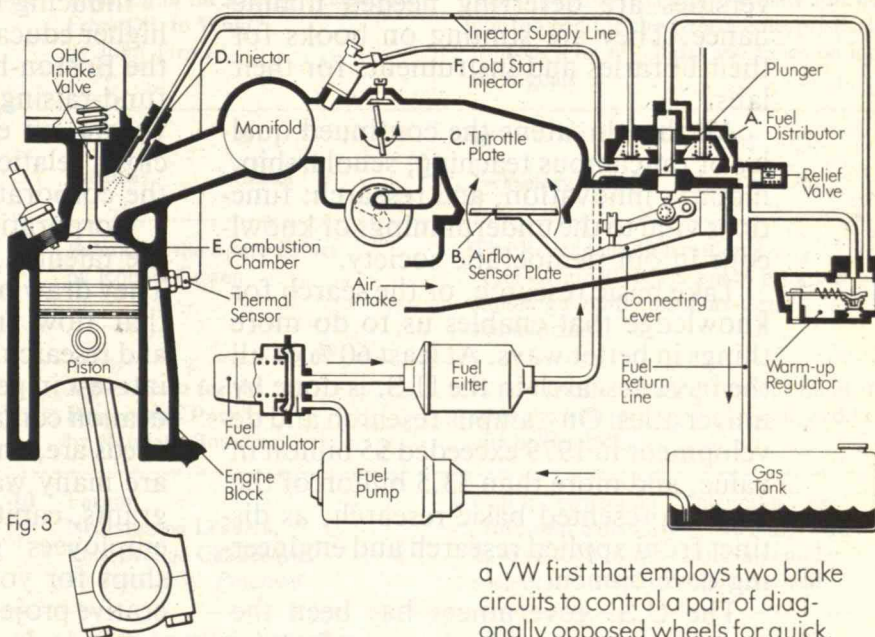 OHC
Intake
Valve
D. Injector
Manifold
Injector Supply Line
F. Cold Start
Injector
C. Throttle
Plate
Plunger
A. Fuel
Distributor
Relief
Valve
E. Combustion
Chamber
B. Airflow
Sensor Plate
Air
Intake
Thermal
Sensor
Connecting
Lever
Piston
Fuel
Filter
Fuel
Return
Line
Warm-up
Regulator
Fuel
Accumulator
Engine
Block
Fuel
Pump
Gas
Tank
Fig. 3
a VW first that employs two brake
circuits to control a pair of diag-
onally opposed wheels for quick,